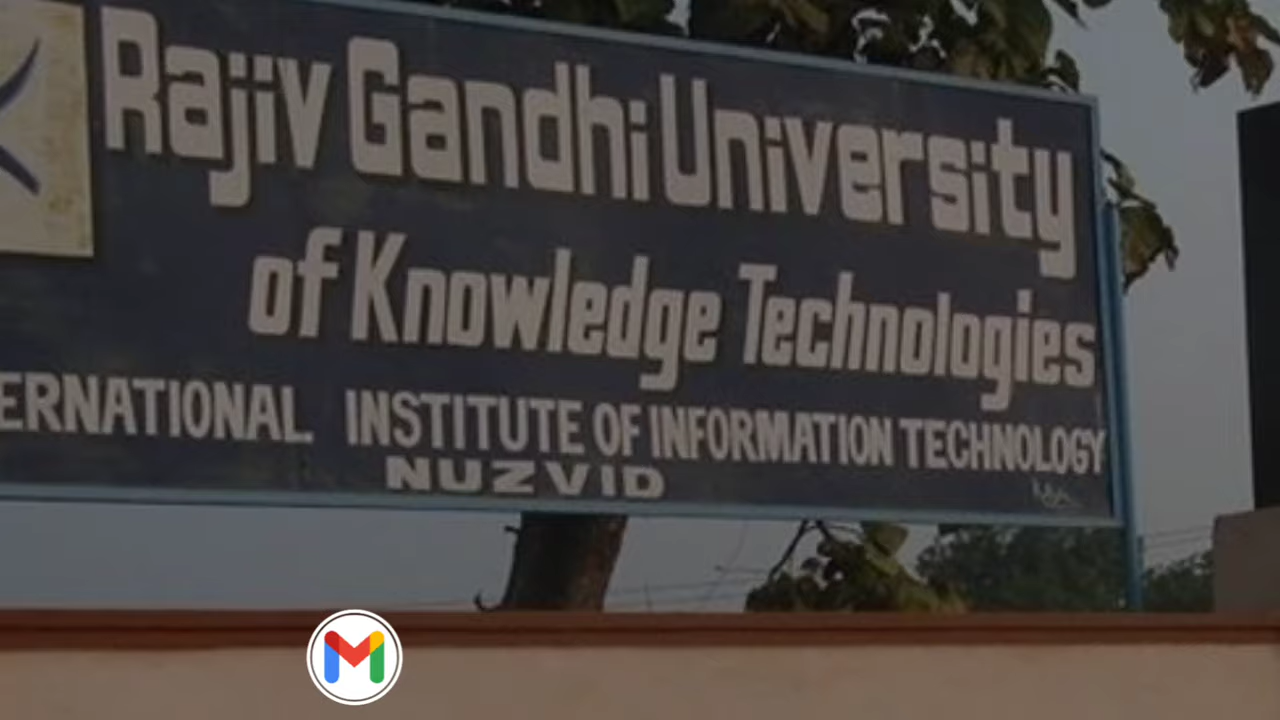 Rajiv Gandhi University
of Knowledge Technologies
ERNATIONAL INSTITUTE OF INFORMATION TECHNOLOGY
NUZVID